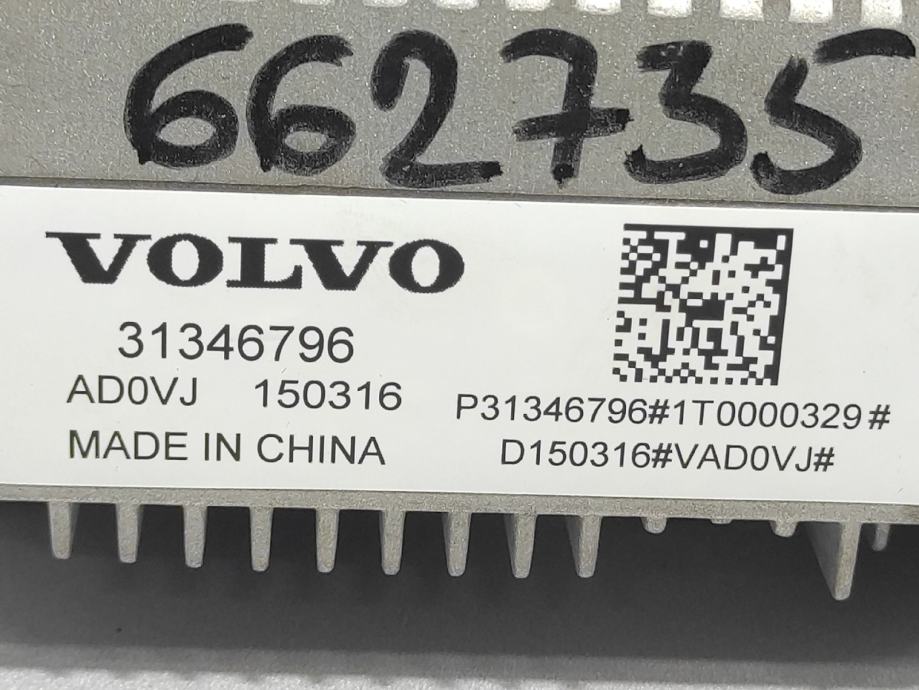 662735
VOLVO
31346796
AD0VJ 150316
MADE IN CHINA
P31346796#1T0000329#
D150316#VAD0VJ#